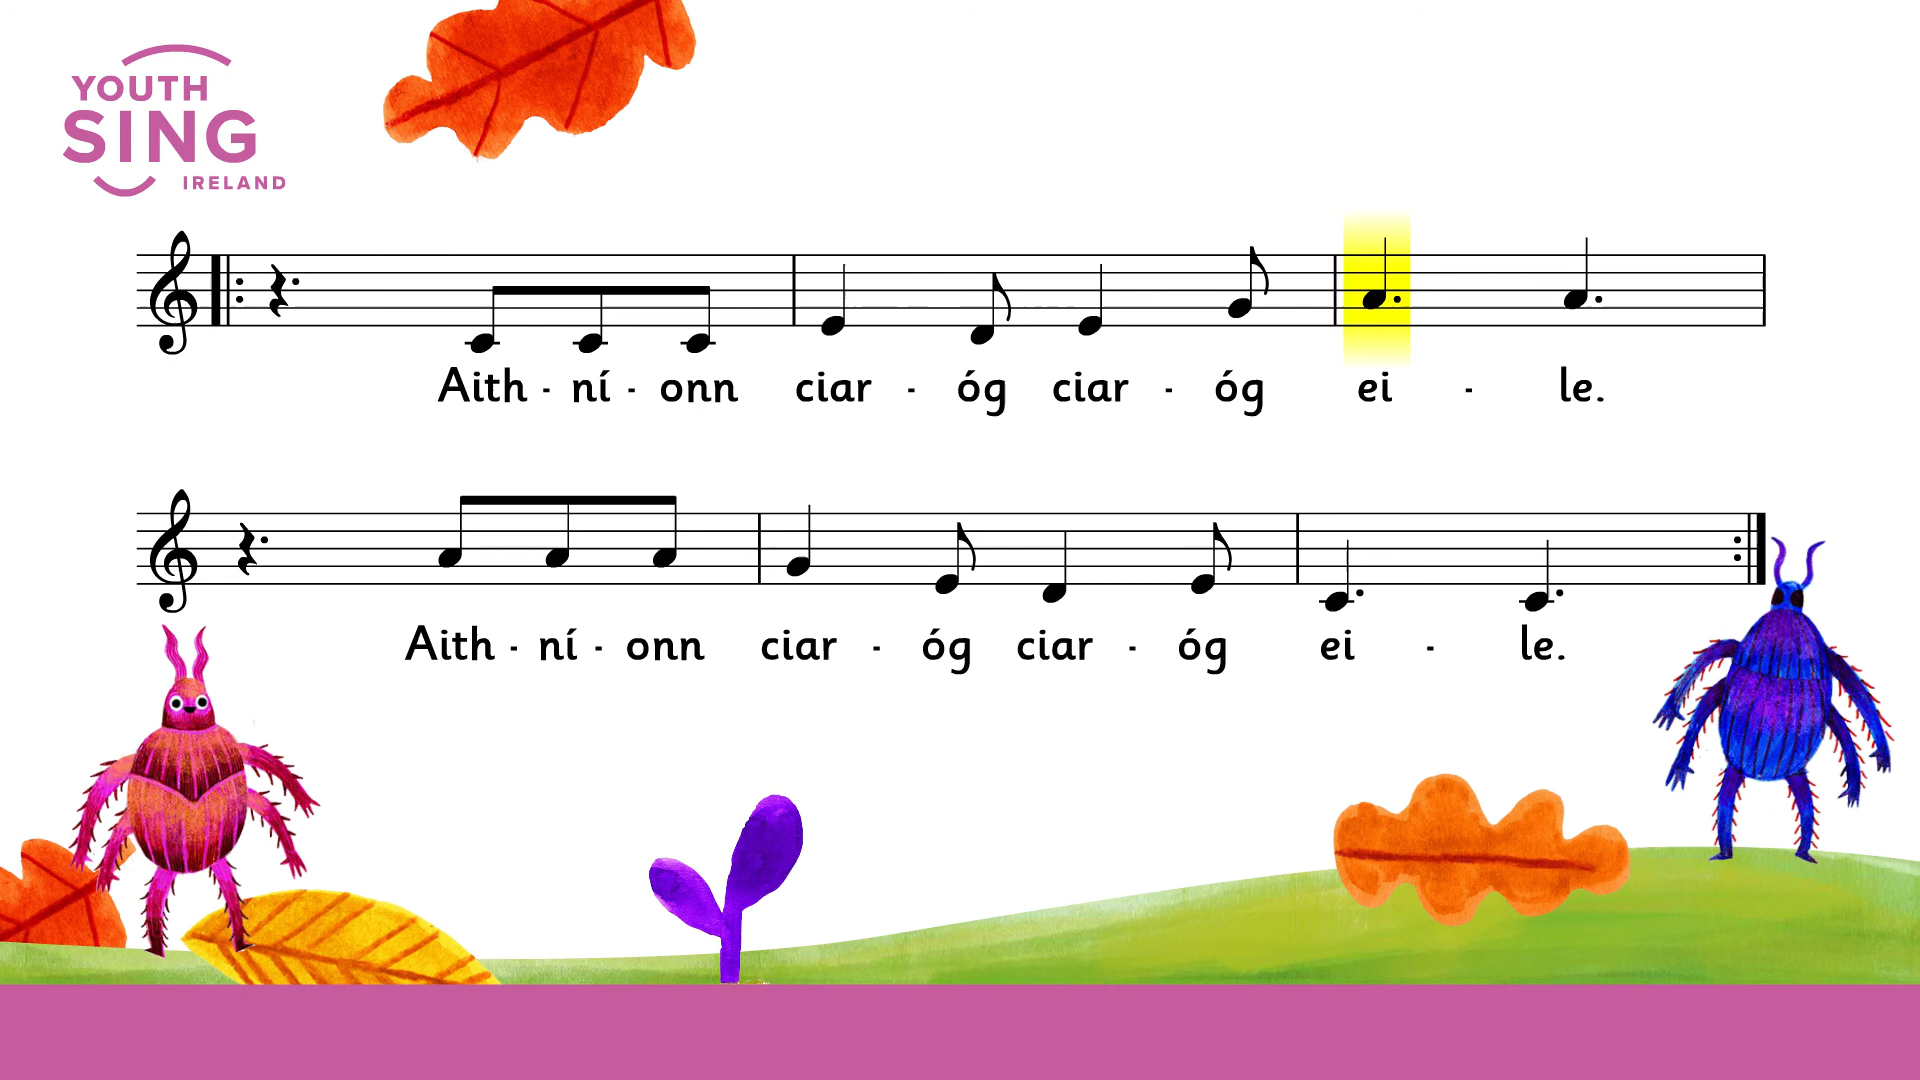 YOUTH
SING
IRELAND
Aith - ní - onn ciar - óg ciar - óg ei - le.
Aith - ní - onn ciar - óg ciar - óg ei - le.